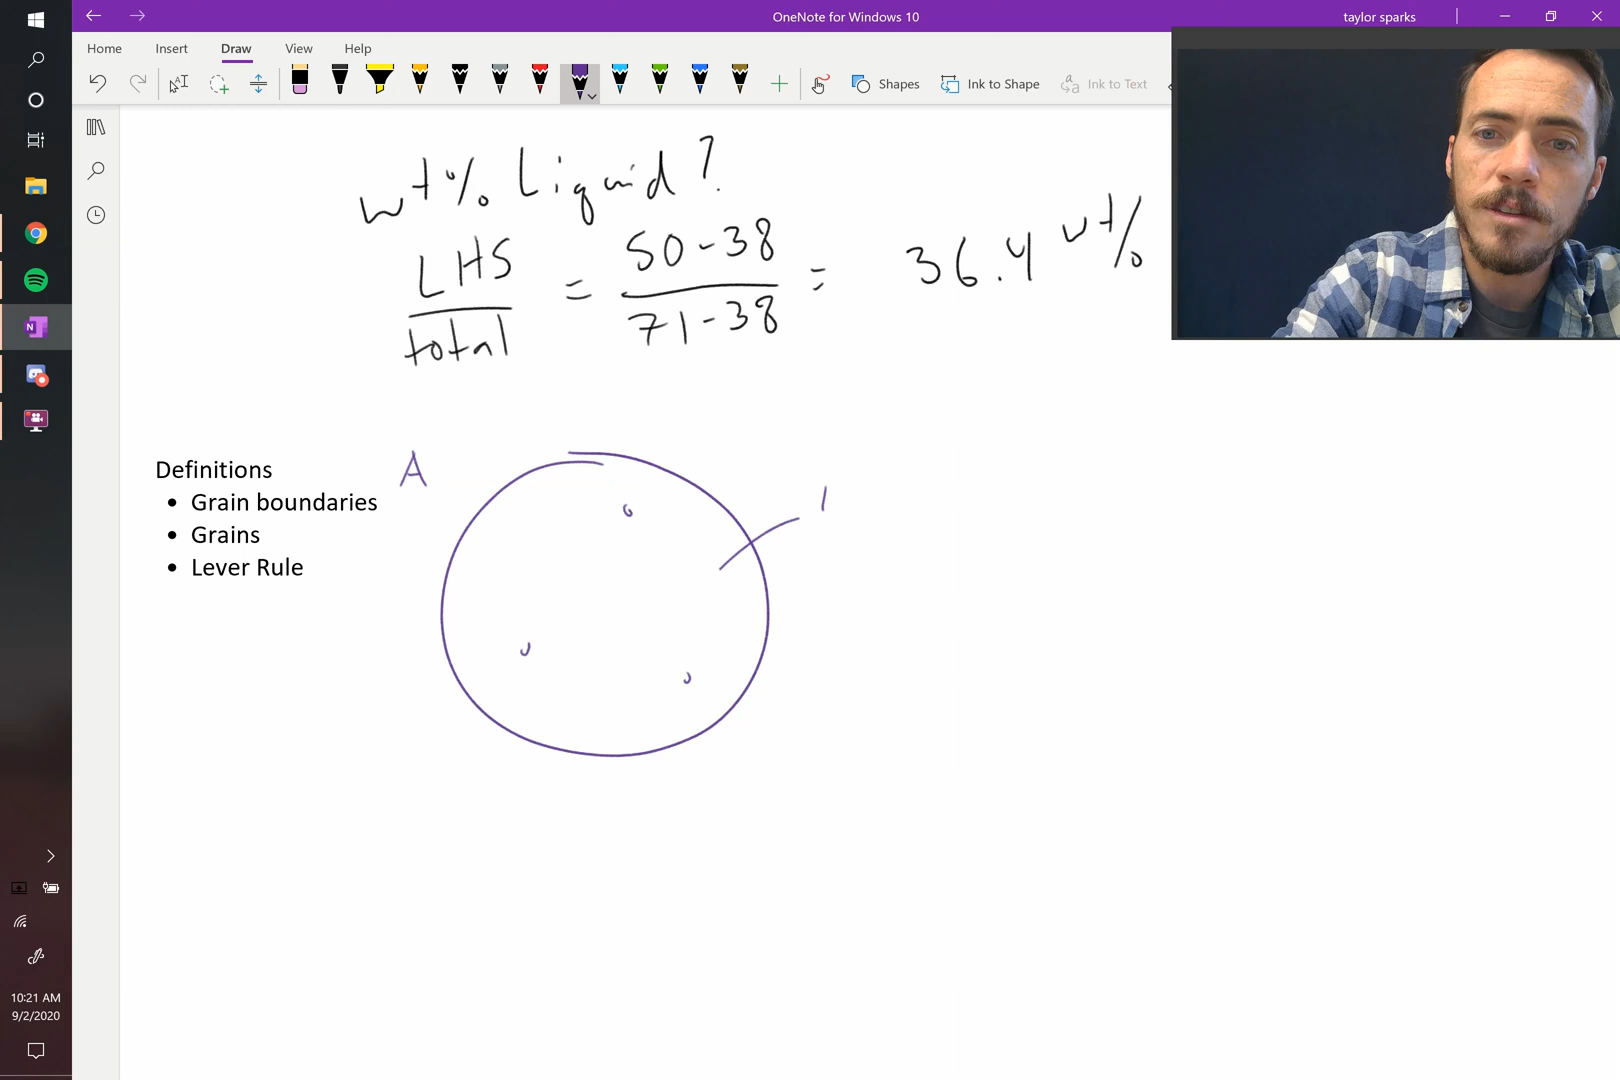 OneNote for Windows 10
taylor sparks
Home Insert Draw View Help
Shapes Ink to Shape Ink to Text
wt% Liquid?
LHS/total = 50-38/71-38 = 36.4 wt%
Definitions
• Grain boundaries
• Grains
• Lever Rule
A
10:21 AM
9/2/2020